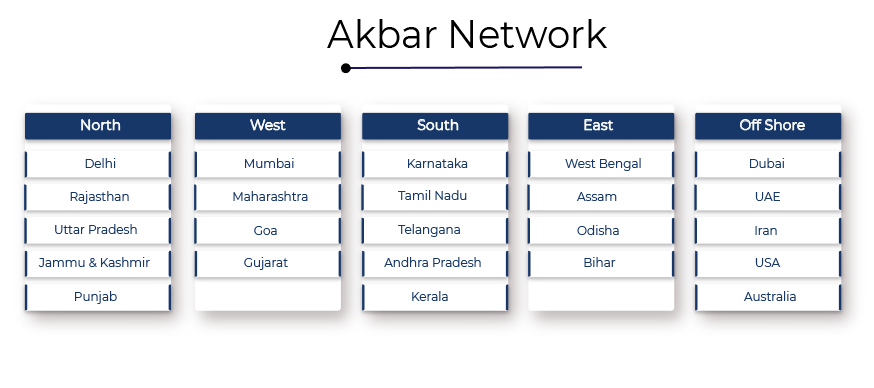 Akbar Network
North
Delhi
Rajasthan
Uttar Pradesh
Jammu & Kashmir
Punjab
West
Mumbai
Maharashtra
Goa
Gujarat
South
Karnataka
Tamil Nadu
Telangana
Andhra Pradesh
Kerala
East
West Bengal
Assam
Odisha
Bihar
Off Shore
Dubai
UAE
Iran
USA
Australia